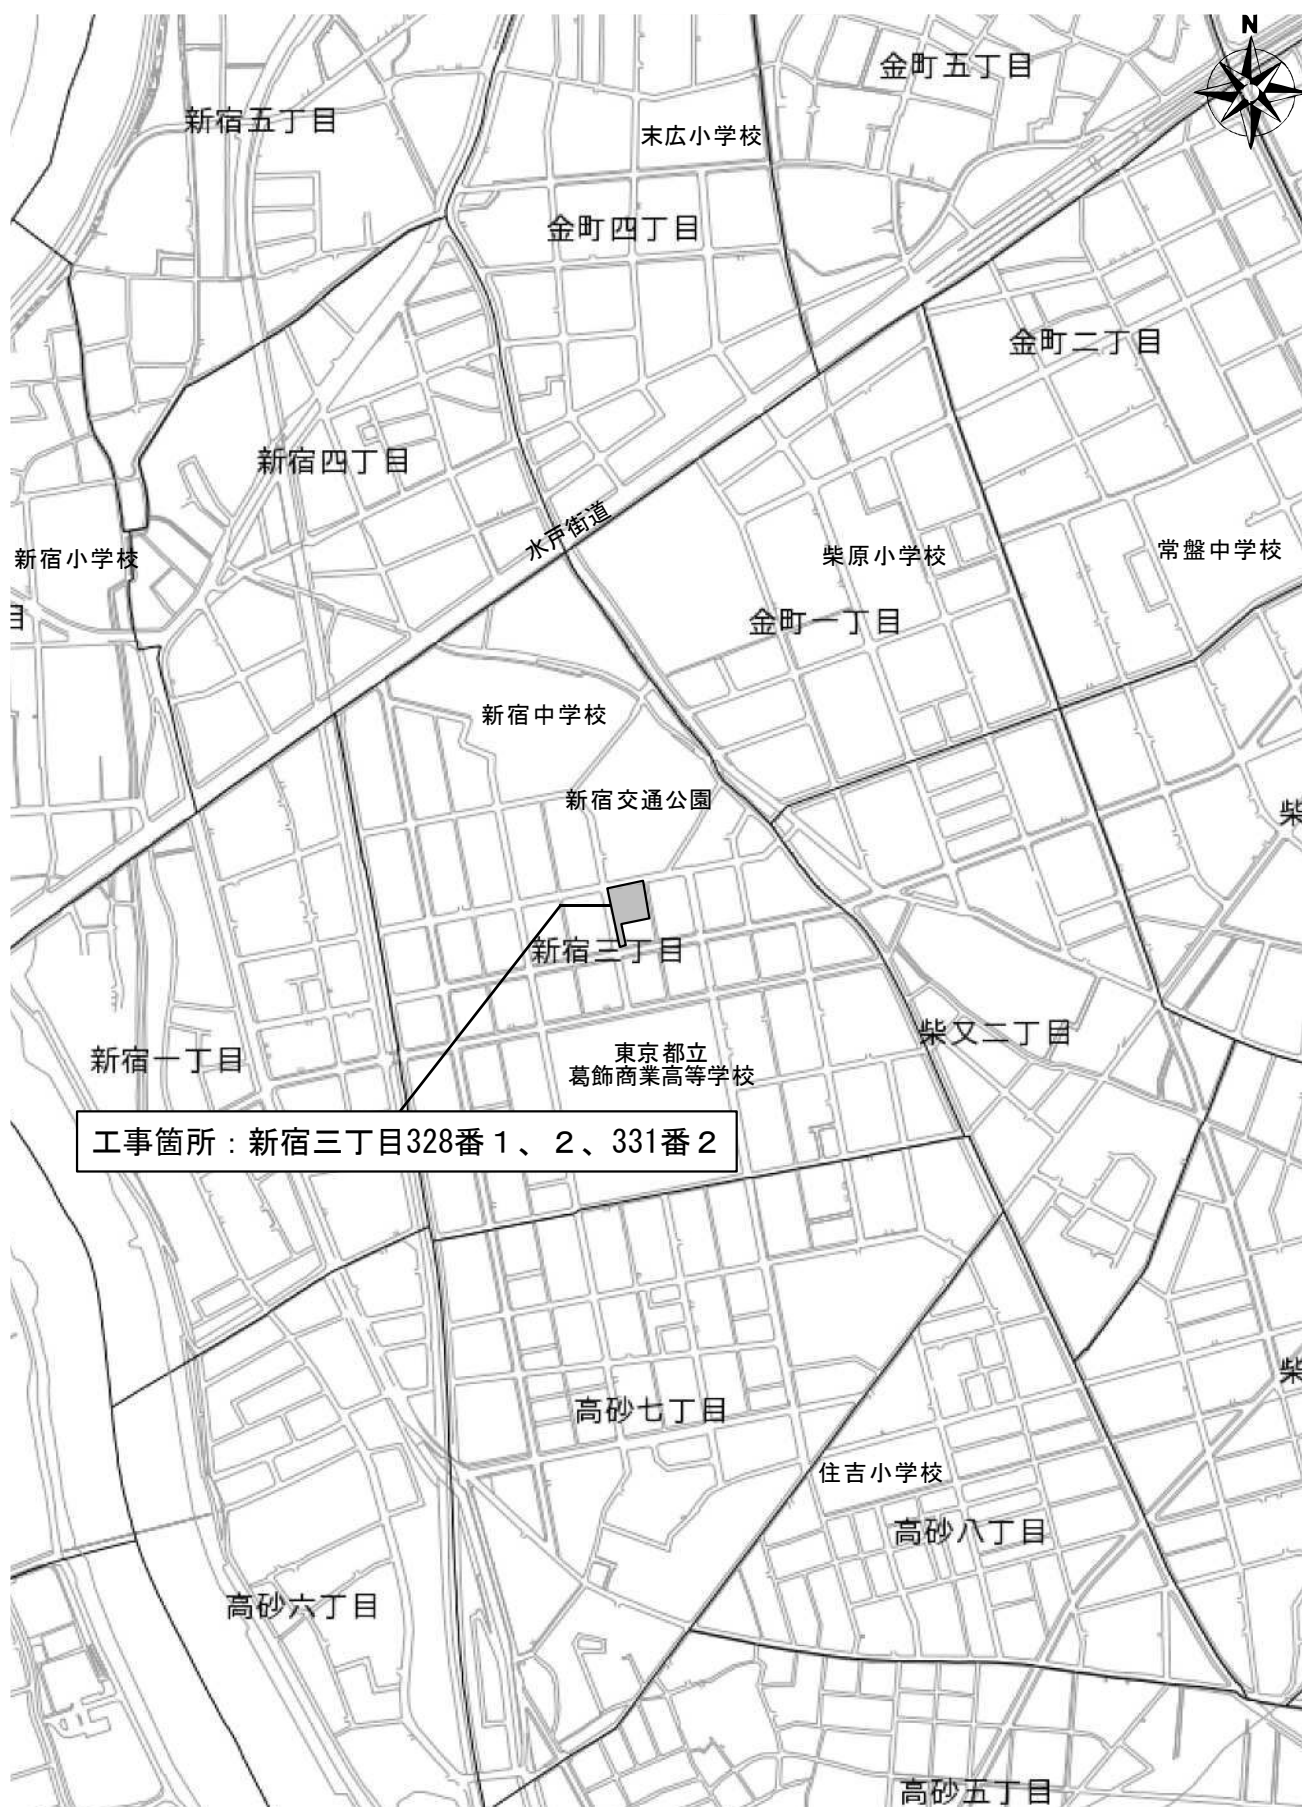 N
金町五丁目
新宿五丁目
末広小学校
金町四丁目
金町二丁目
新宿四丁目
水戸街道
新宿小学校
柴原小学校
常盤中学校
目
金町一丁目
新宿中学校
新宿交通公園
柴
新宿三丁目
柴又二丁目
新宿一丁目
東京都立
葛飾商業高等学校
工事箇所：新宿三丁目328番１、２、331番２
柴
高砂七丁目
住吉小学校
高砂八丁目
高砂六丁目
高砂五丁目